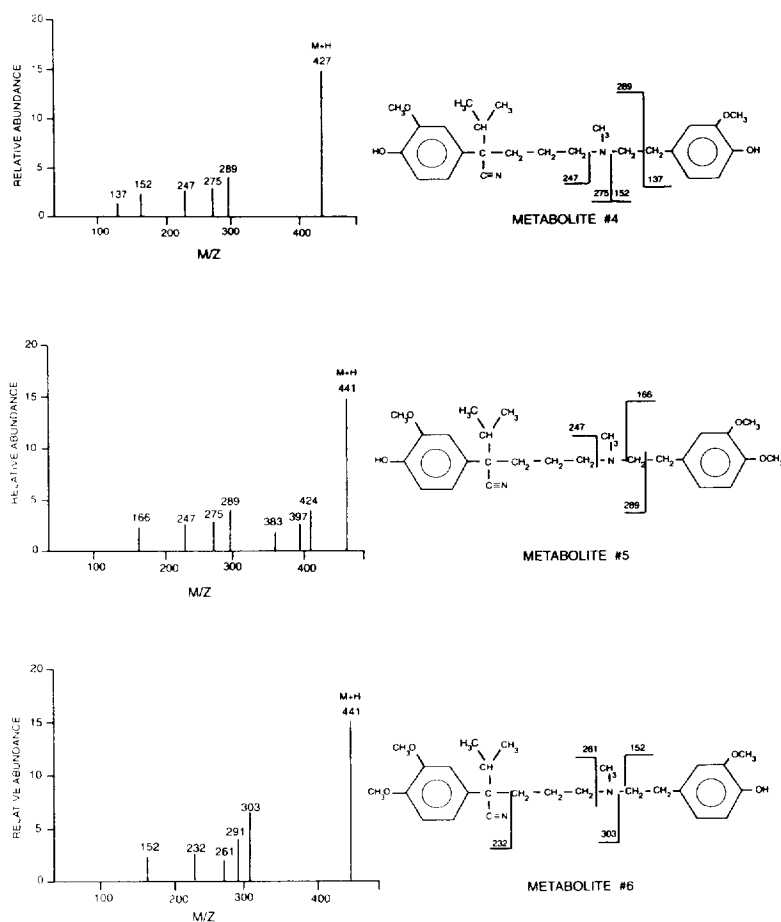 20
15
10
5
0
RELATIVE ABUNDANCE
M+H
427
137
152
247
275
289
100
200
300
400
M/Z
CH₃O
HO
H₃C
CH₃
CH
C≡N
CH₂ CH₂ CH₂ N CH₂ CH₂
CH₃
OCH₃
OH
289
247
275 152
137
METABOLITE #4
20
15
10
5
0
RELATIVE ABUNDANCE
M+H
441
166
247
275
289
383
397
424
100
200
300
400
M/Z
CH₃O
HO
H₃C
CH₃
CH
C
C≡N
CH₂ CH₂ CH₂ N CH₂ CH₂
CH₃
OCH₃
OCH₃
247
166
289
METABOLITE #5
20
15
10
5
0
RELATIVE ABUNDANCE
M+H
441
152
232
261
291
303
100
200
300
400
M/Z
CH₃O
CH₃O
H₃C
CH₃
CH
C
C≡N
CH₂ CH₂ CH₂ N CH₂ CH₂
CH₃
OCH₃
OH
261
152
232
303
METABOLITE #6